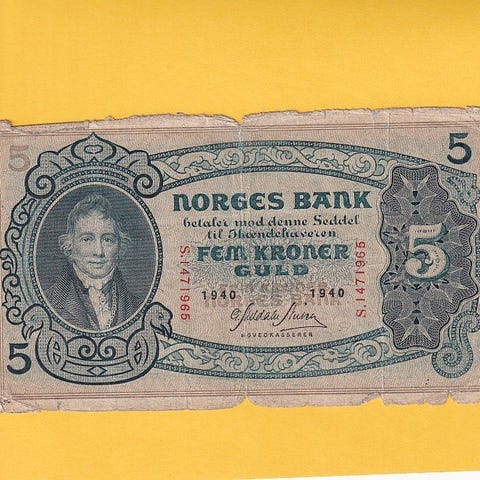 5 5
NORGES BANK
betaler mod denne Seddel
til Ihændehaveren
FEM KRONER
GULD
5
S.1471965
S.1471965
1940 1940
HOVEDKASSERER
5